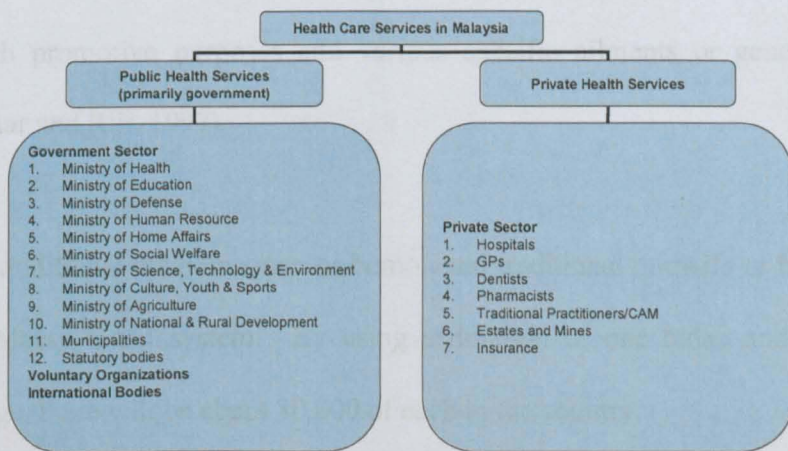 Health Care Services in Malaysia
Public Health Services
(primarily government)
Private Health Services
Government Sector
1. Ministry of Health
2. Ministry of Education
3. Ministry of Defense
4. Ministry of Human Resource
5. Ministry of Home Affairs
6. Ministry of Social Welfare
7. Ministry of Science, Technology & Environment
8. Ministry of Culture, Youth & Sports
9. Ministry of Agriculture
10. Ministry of National & Rural Development
11. Municipalities
12. Statutory bodies
Voluntary Organizations
International Bodies
Private Sector
1. Hospitals
2. GPs
3. Dentists
4. Pharmacists
5. Traditional Practitioners/CAM
6. Estates and Mines
7. Insurance